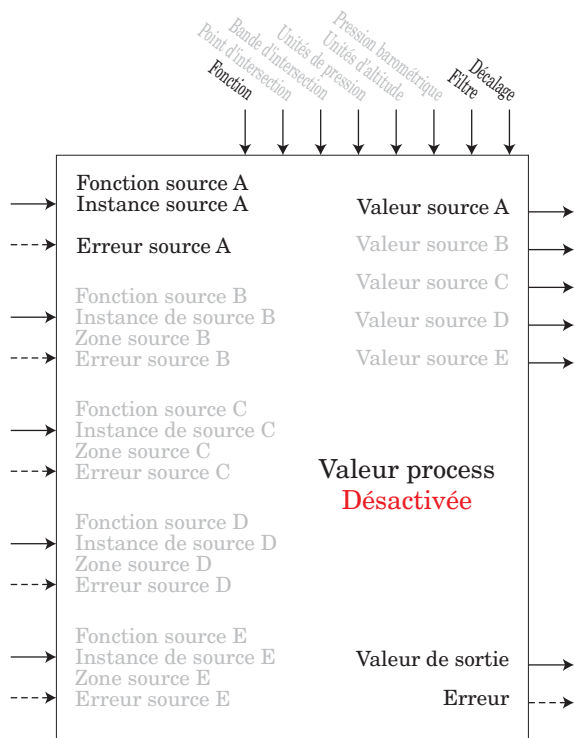 Fonction
Point d'intersection
Bande d'intersection
Unités de pression
Unités d'altitude
Pression barométrique
Filtre
Décalage
Fonction source A
Instance source A
Erreur source A
Fonction source B
Instance de source B
Zone source B
Erreur source B
Fonction source C
Instance de source C
Zone source C
Erreur source C
Fonction source D
Instance de source D
Zone source D
Erreur source D
Fonction source E
Instance de source E
Zone source E
Erreur source E
Valeur source A
Valeur source B
Valeur source C
Valeur source D
Valeur source E
Valeur process
Désactivée
Valeur de sortie
Erreur